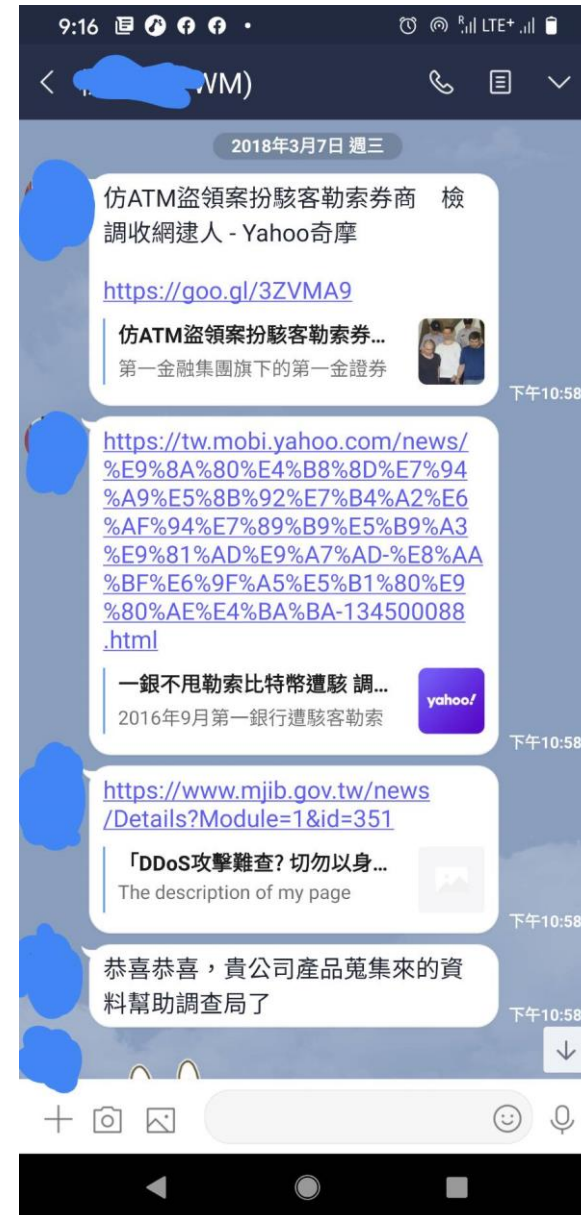 9:16
R LTE+
VM)
2018年3月7日 週三
仿ATM盜領案扮駭客勒索券商 檢
調收網逮人 - Yahoo奇摩
https://goo.gl/3ZVMA9
仿ATM盜領案扮駭客勒索券...
第一金融集團旗下的第一金證券
下午10:58
https://tw.mobi.yahoo.com/news/
%E9%8A%80%E4%B8%8D%E7%94
%A9%E5%8B%92%E7%B4%A2%E6
%AF%94%E7%89%B9%E5%B9%A3
%E9%81%AD%E9%A7%AD-%E8%AA
%BF%E6%9F%A5%E5%B1%80%E9
%80%AE%E4%BA%BA-134500088
.html
一銀不甩勒索比特幣遭駭 調...
2016年9月第一銀行遭駭客勒索
yahoo!
下午10:58
https://www.mjib.gov.tw/news
/Details?Module=1&id=351
「DDoS攻擊難查? 切勿以身...
The description of my page
下午10:58
恭喜恭喜，貴公司產品蒐集來的資
料幫助調查局了
下午10:58